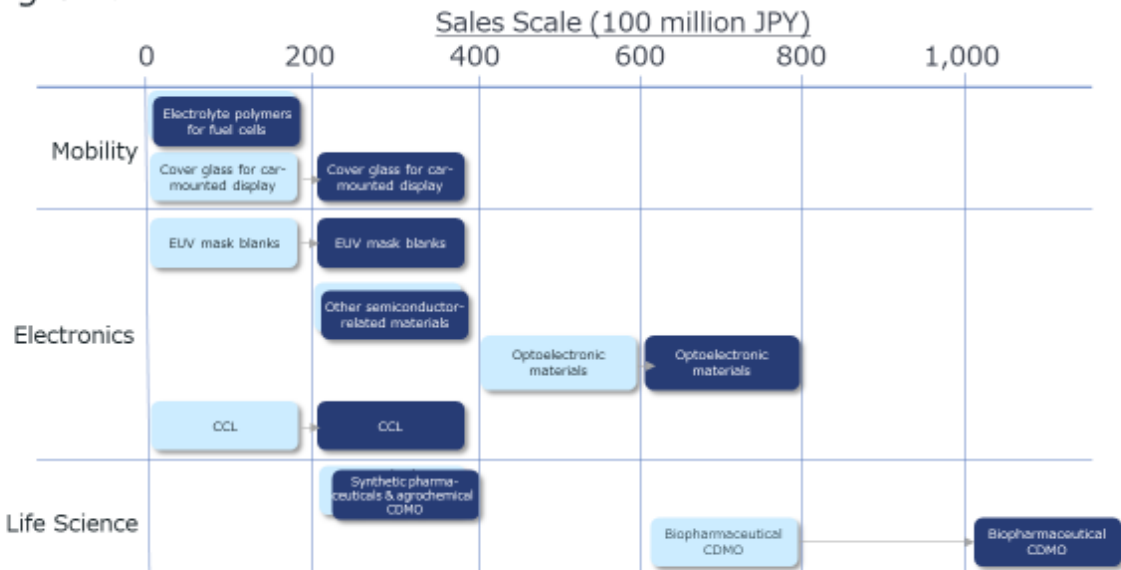 Sales Scale (100 million JPY)
0 200 400 600 800 1,000
Mobility
Electrolyte polymers
for fuel cells
Cover glass for car-
mounted display
Cover glass for car-
mounted display
Electronics
EUV mask blanks
EUV mask blanks
Other semiconductor-
related materials
Optoelectronic
materials
Optoelectronic
materials
CCL
CCL
Life Science
Synthetic pharma-
ceuticals & agrochemical
CDMO
Biopharmaceutical
CDMO
Biopharmaceutical
CDMO